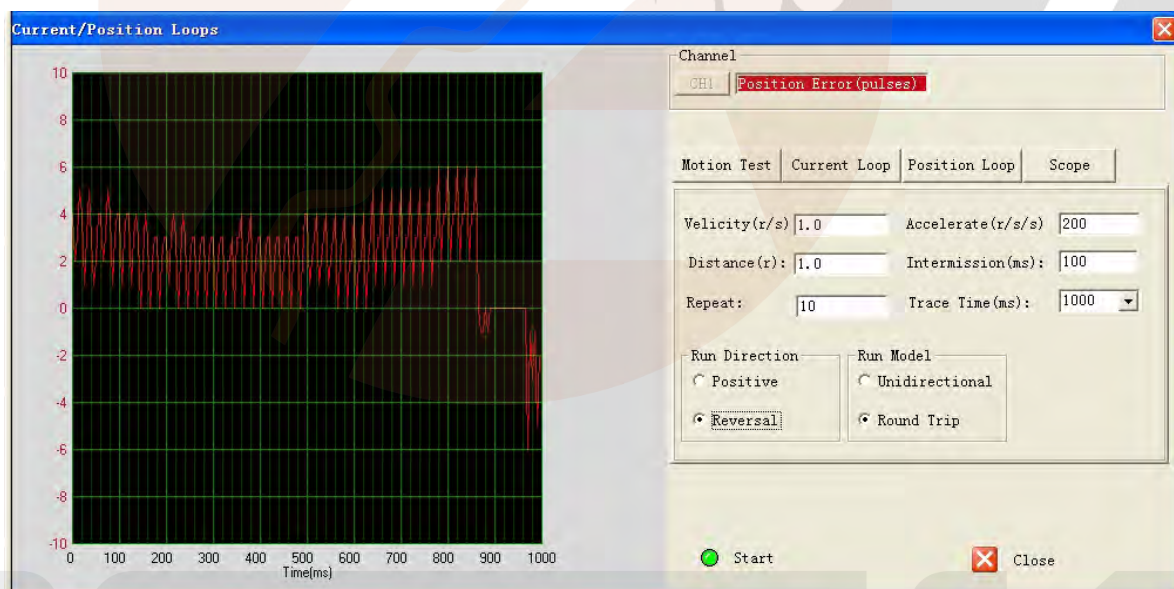 Current/Position Loops
Channel
CH1 Position Error(pulses)
Motion Test Current Loop Position Loop Scope
Velicity(r/s) 1.0 Accelerate(r/s/s) 200
Distance(r): 1.0 Intermission(ms): 100
Repeat: 10 Trace Time(ms): 1000
Run Direction Run Model
Positive Unidirectional
Reversal Round Trip
Start Close
10
8
6
4
2
0
-2
-4
-6
-8
-10
0 100 200 300 400 500 600 700 800 900 1000
Time(ms)